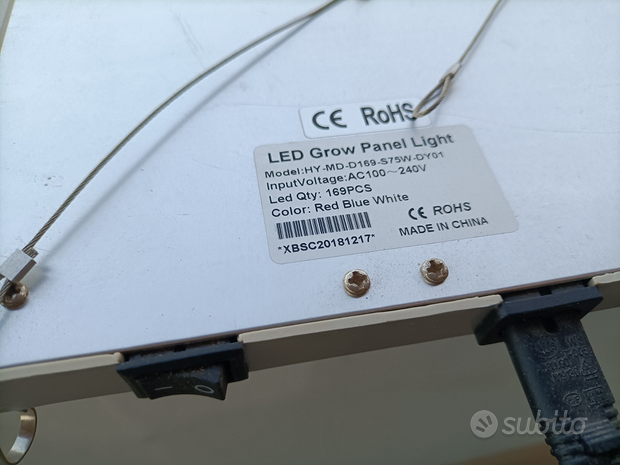 CE RoHS
LED Grow Panel Light
Model:HY-MD-D169-S75W-DY01
InputVoltage:AC100~240V
Led Qty: 169PCS
Color: Red Blue White
CE ROHS
*XBSC20181217*
MADE IN CHINA
I O
subito